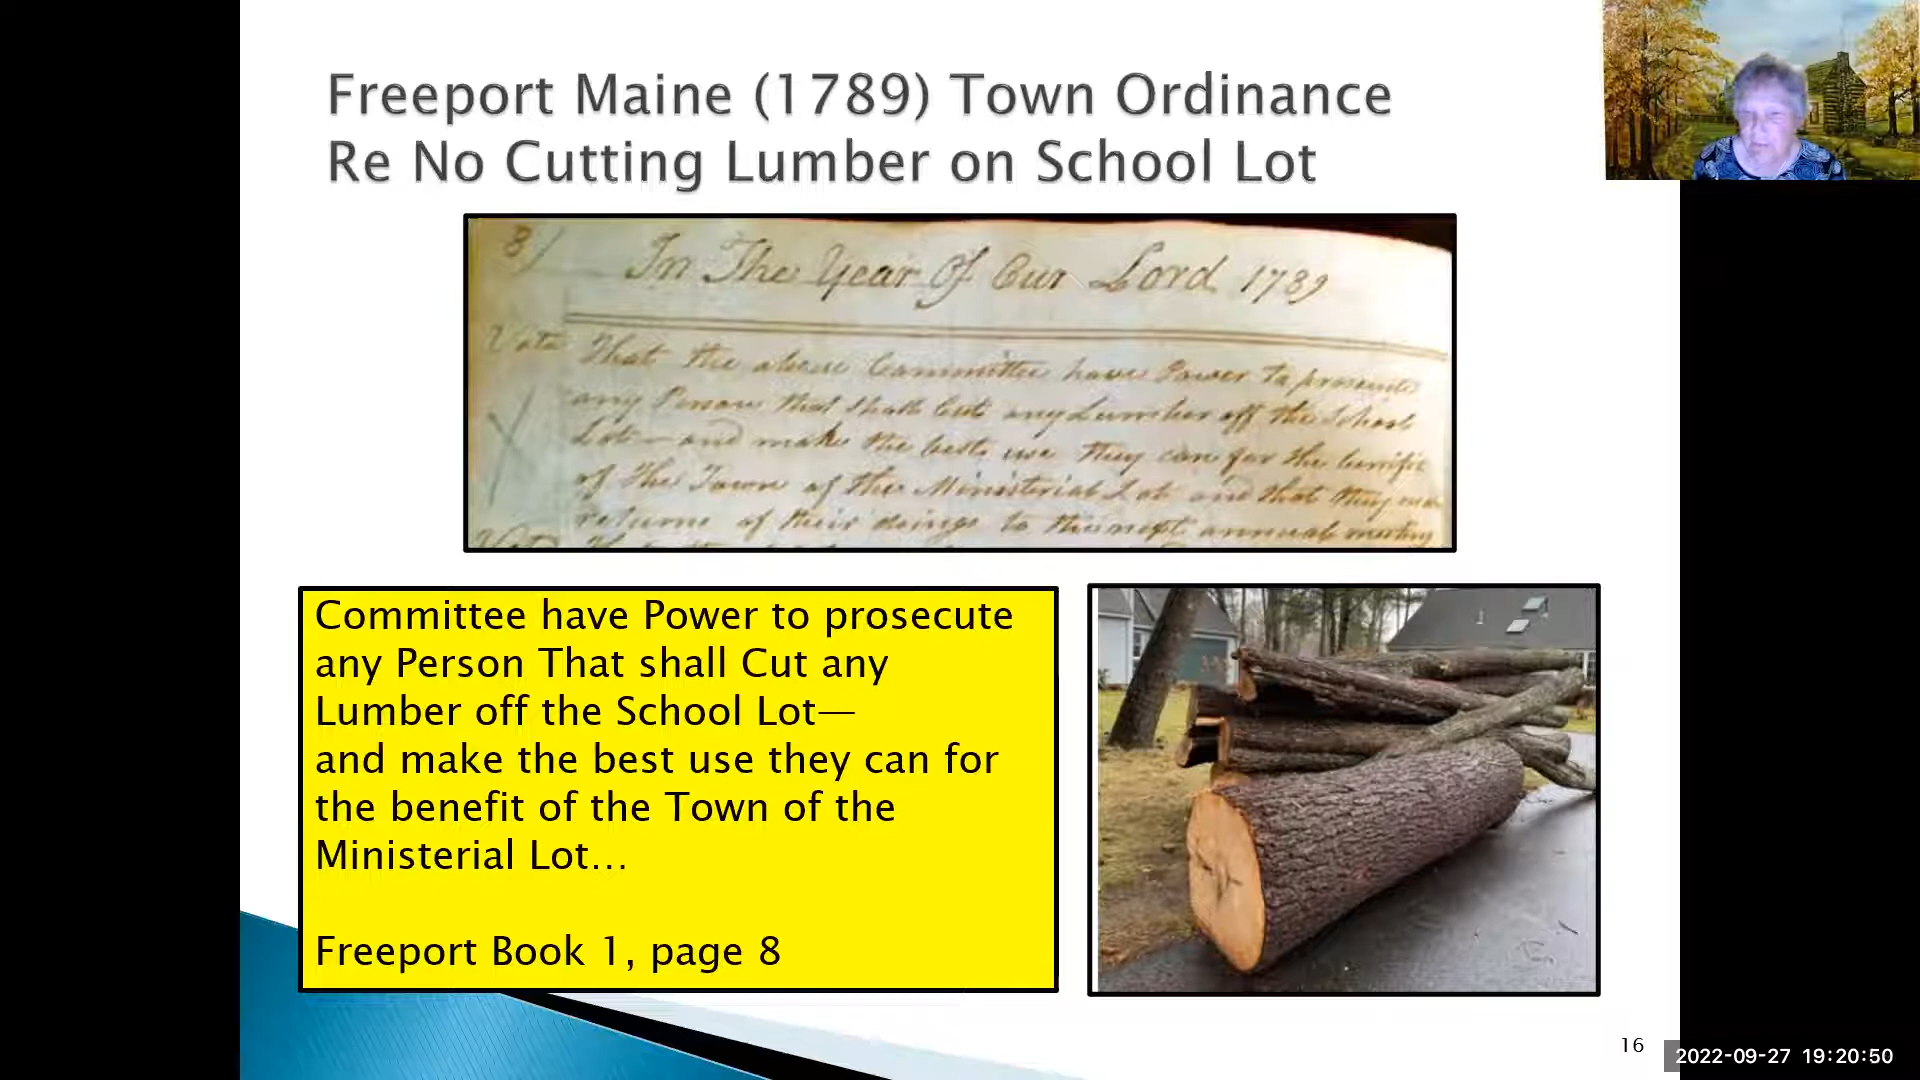 Freeport Maine (1789) Town Ordinance
Re No Cutting Lumber on School Lot
8/
In The Year Of Our Lord 1789
Vote That the above Committee have Power to prosecute
any Person that shall Cut any Lumber off the School
Lot — and make the best use they can for the benifit
of the Town of the Ministerial Lot and that they
returns of their doings to the next annual meeting
Committee have Power to prosecute
any Person That shall Cut any
Lumber off the School Lot—
and make the best use they can for
the benefit of the Town of the
Ministerial Lot…
Freeport Book 1, page 8
16
2022-09-27 19:20:50